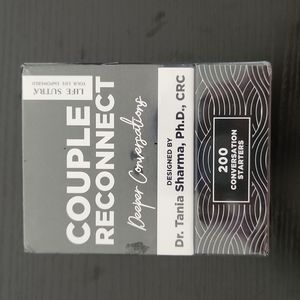 LIFE SUTRA
YOUR LIFE EMPOWERED
COUPLE
RECONNECT
Deeper Conversations
DESIGNED BY
Dr. Tania Sharma, Ph.D., CRC
200
CONVERSATION
STARTERS